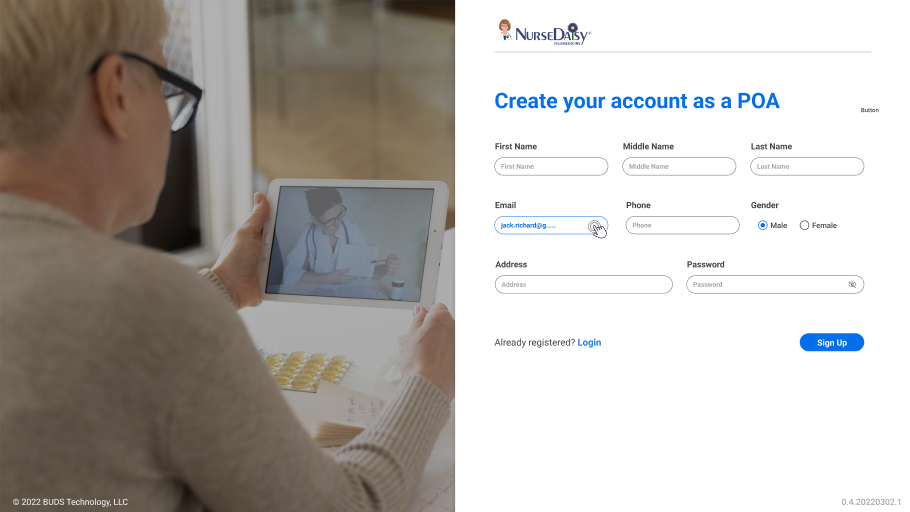 NURSEDAISY®
TELEMEDICINE
Create your account as a POA
Button
First Name Middle Name Last Name
First Name Middle Name Last Name
Email Phone Gender
jack.richard@g..... Phone Male Female
Address Password
Address Password
Already registered? Login Sign Up
© 2022 BUDS Technology, LLC 0.4.20220302.1